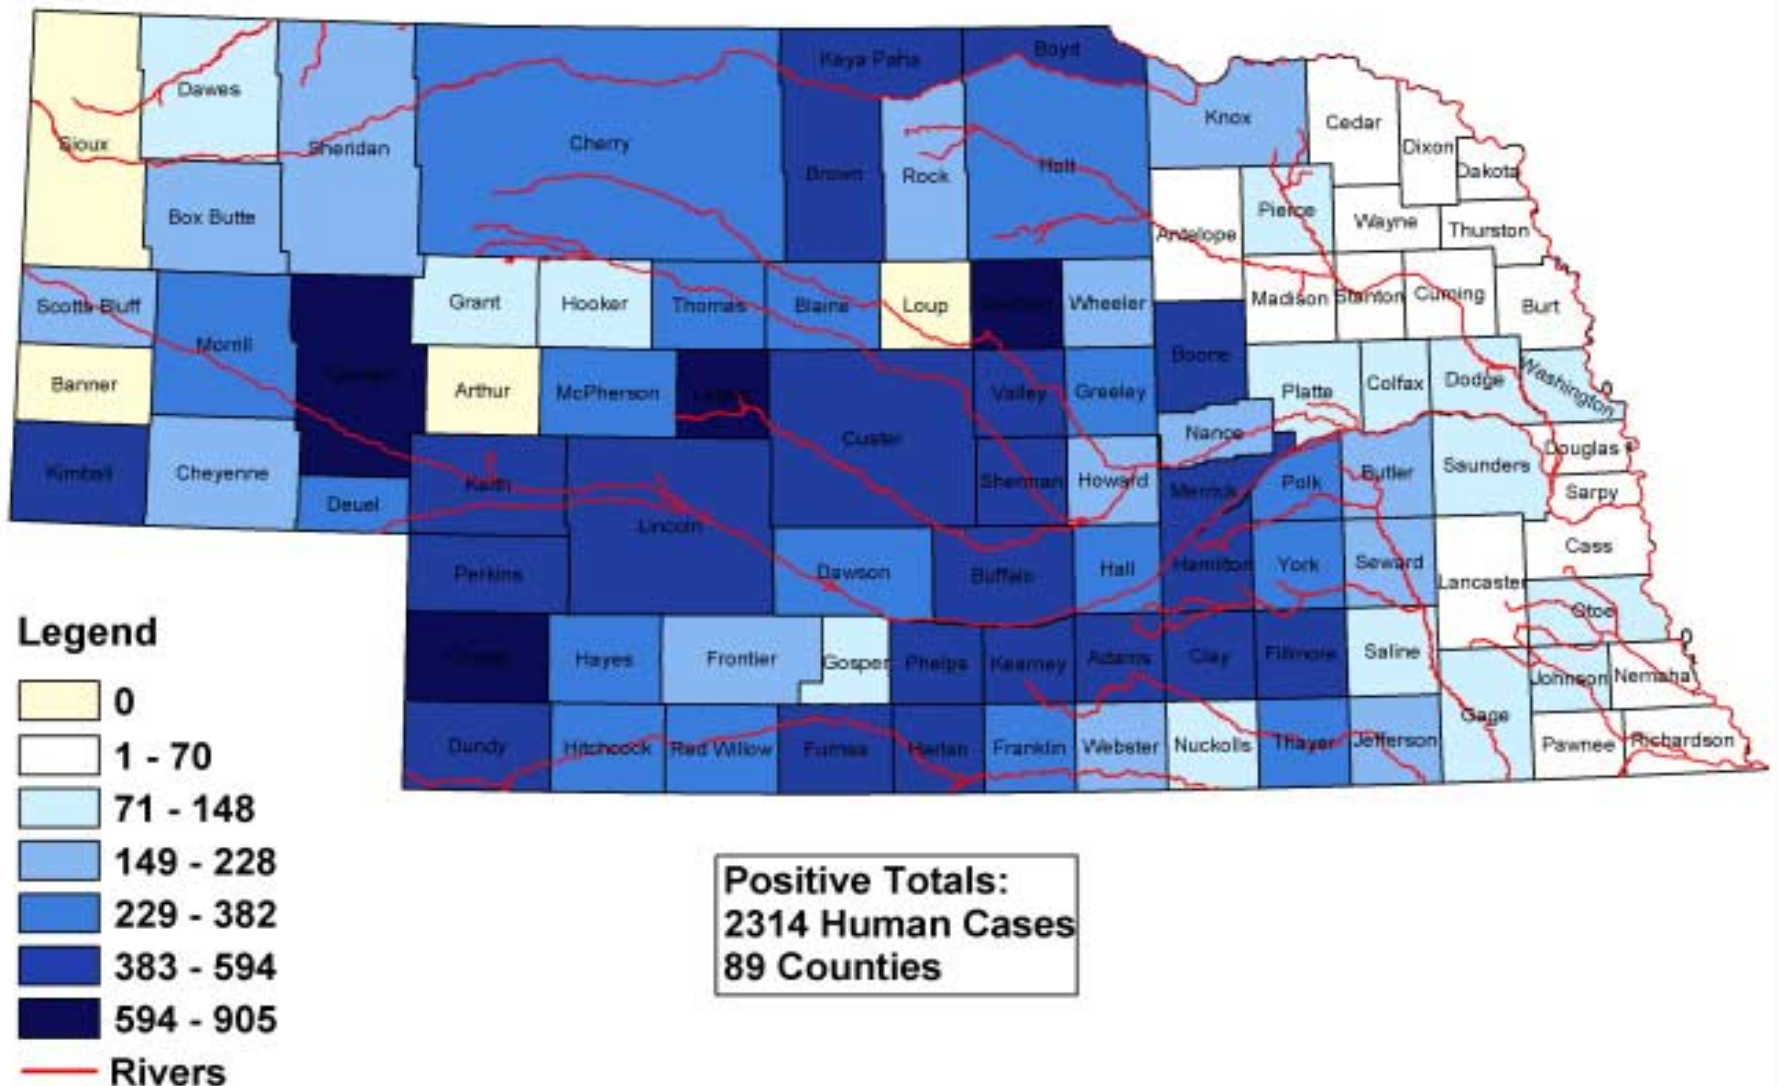 Keya Paha
Boyd
Dawes
Sioux
Sheridan
Cherry
Brown
Rock
Holt
Knox
Cedar
Dixon
Dakota
Box Butte
Antelope
Pierce
Wayne
Thurston
Scotts Bluff
Morrill
Grant
Hooker
Thomas
Blaine
Loup
Wheeler
Madison
Stanton
Cuming
Burt
Banner
Arthur
McPherson
Custer
Valley
Greeley
Boone
Platte
Colfax
Dodge
Washington
0
Kimball
Cheyenne
Deuel
Keith
Lincoln
Sherman
Howard
Nance
Merrick
Polk
Butler
Saunders
Douglas
Sarpy
Perkins
Dawson
Buffalo
Hall
Hamilton
York
Seward
Lancaster
Cass
Otoe
0
Hayes
Frontier
Gosper
Phelps
Kearney
Adams
Clay
Fillmore
Saline
Gage
Johnson
Nemaha
Dundy
Hitchcock
Red Willow
Furnas
Harlan
Franklin
Webster
Nuckolls
Thayer
Jefferson
Pawnee
Richardson
Legend
0
1 - 70
71 - 148
149 - 228
229 - 382
383 - 594
594 - 905
Rivers
Positive Totals:
2314 Human Cases
89 Counties